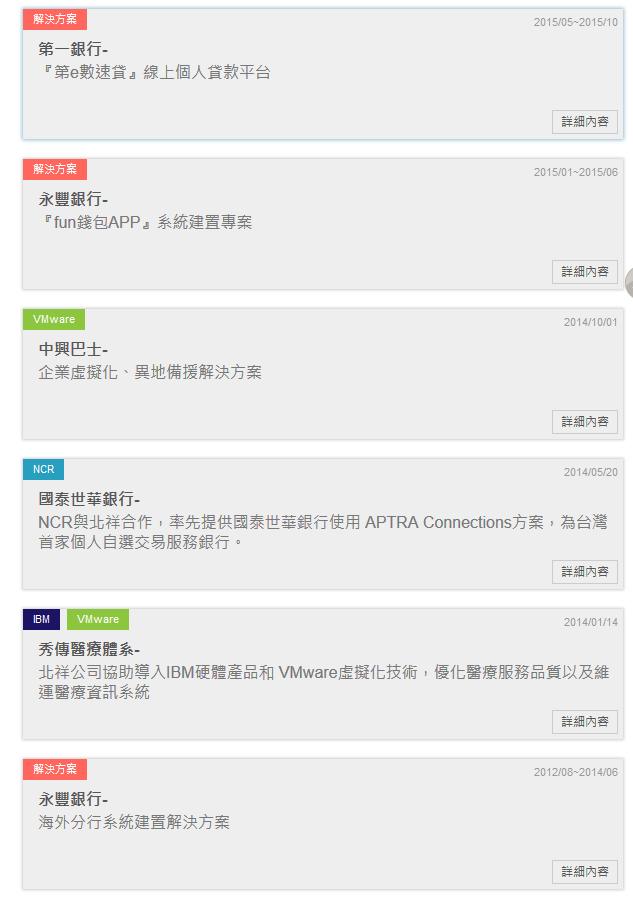 解決方案
2015/05~2015/10
第一銀行-
『第e數速貸』線上個人貸款平台
詳細內容
解決方案
2015/01~2015/06
永豐銀行-
『fun錢包APP』系統建置專案
詳細內容
VMware
2014/10/01
中興巴士-
企業虛擬化、異地備援解決方案
詳細內容
NCR
2014/05/20
國泰世華銀行-
NCR與北祥合作，率先提供國泰世華銀行使用 APTRA Connections方案，為台灣
首家個人自選交易服務銀行。
詳細內容
IBM VMware
2014/01/14
秀傳醫療體系-
北祥公司協助導入IBM硬體產品和 VMware虛擬化技術，優化醫療服務品質以及維
運醫療資訊系統
詳細內容
解決方案
2012/08~2014/06
永豐銀行-
海外分行系統建置解決方案
詳細內容